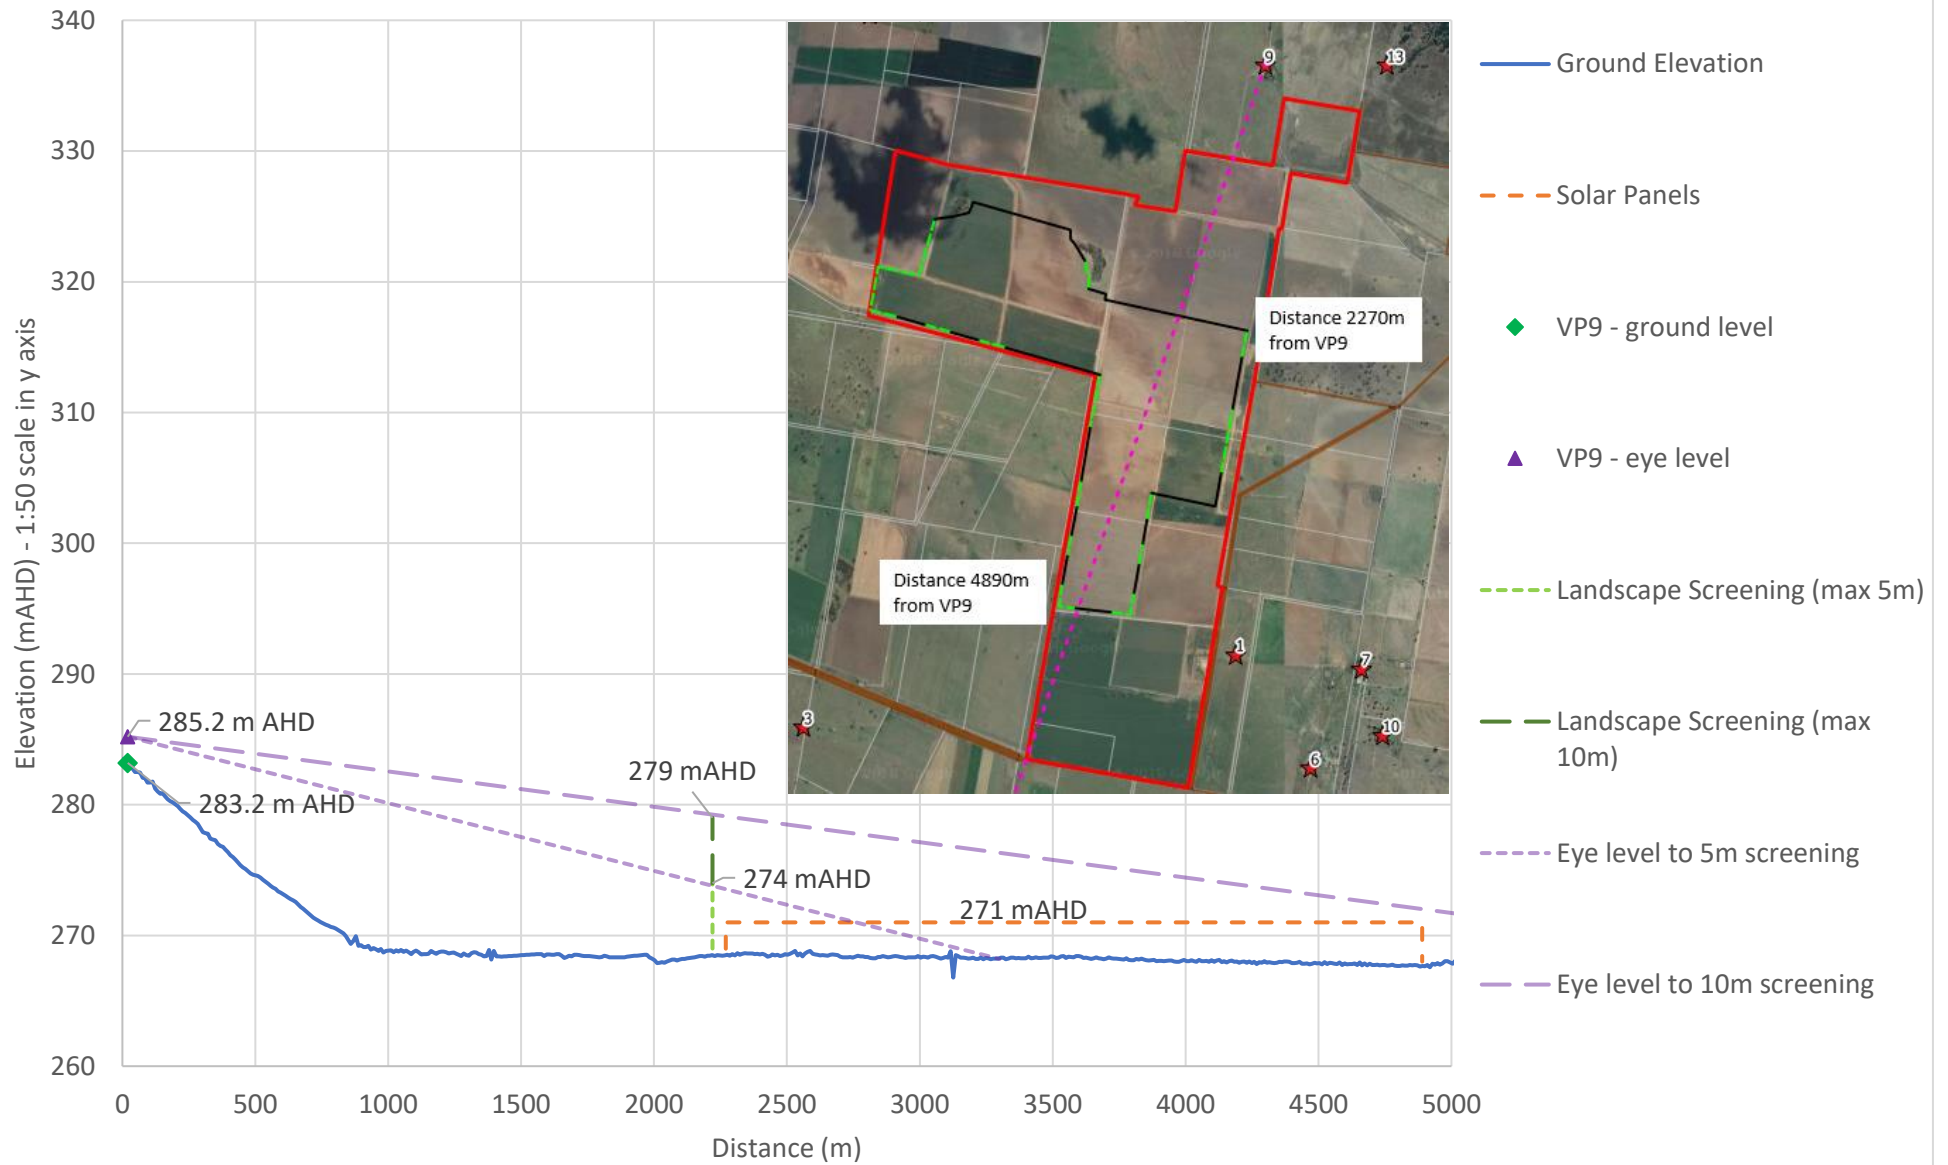 340
330
320
310
300
290
280
270
260
Elevation (mAHD) - 1:50 scale in y axis
0 500 1000 1500 2000 2500 3000 3500 4000 4500 5000
Distance (m)
285.2 m AHD
283.2 m AHD
279 mAHD
274 mAHD
271 mAHD
9
13
Distance 2270m
from VP9
Distance 4890m
from VP9
1
7
3
10
6
Ground Elevation
Solar Panels
VP9 - ground level
VP9 - eye level
Landscape Screening (max 5m)
Landscape Screening (max
10m)
Eye level to 5m screening
Eye level to 10m screening